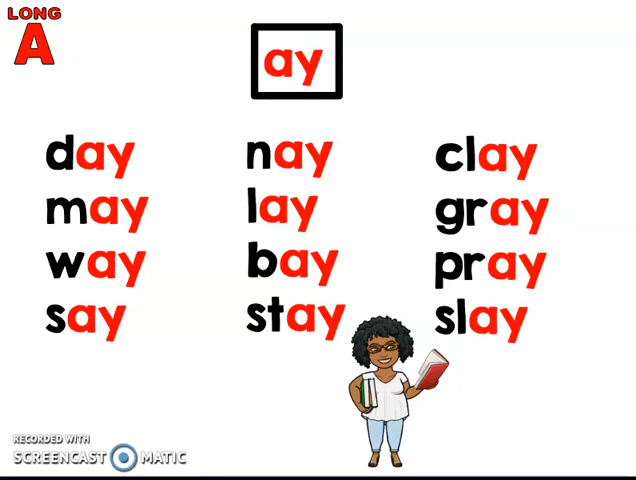 LONG
A
ay
day nay clay
may lay gray
way bay pray
say stay slay
RECORDED WITH
SCREENCAST MATIC